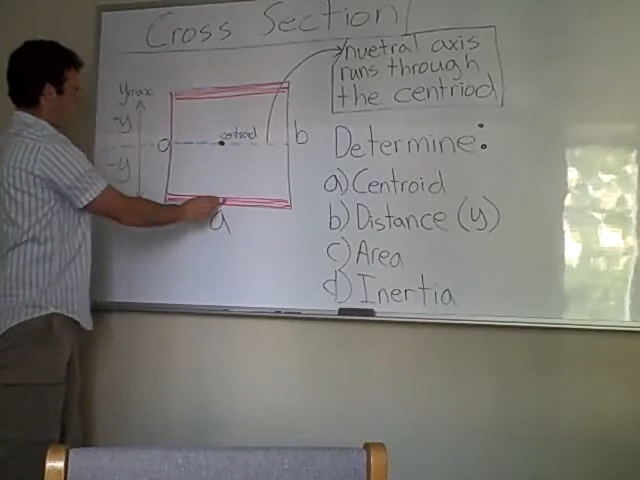 Cross Section
nuetral axis
runs through
the centriod
ymax
+y
o
centroid
b
-y
a
Determine:
a) Centroid
b) Distance (y)
c) Area
d) Inertia